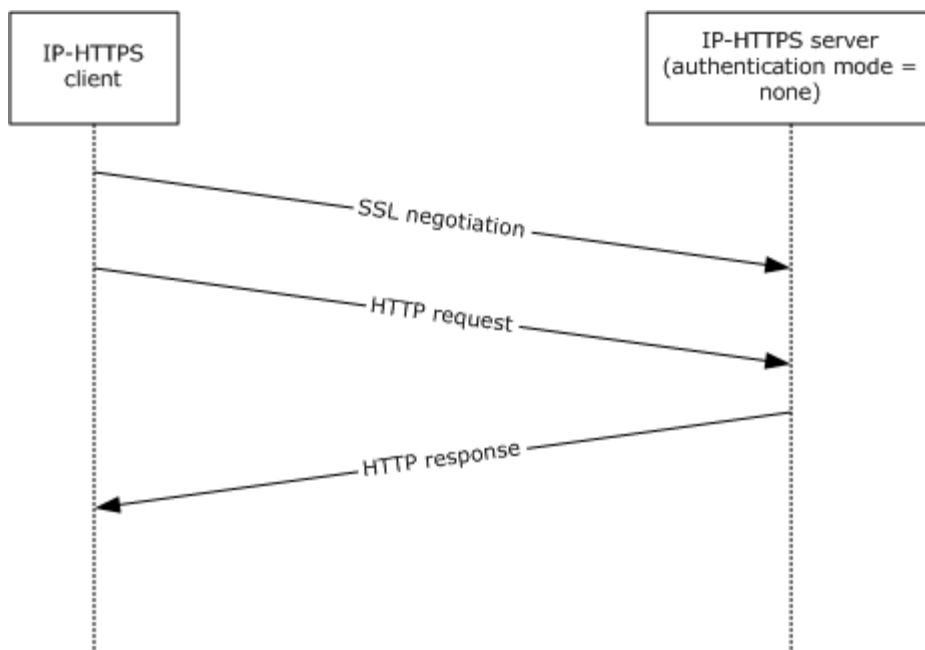 IP-HTTPS
client
IP-HTTPS server
(authentication mode =
none)
SSL negotiation
HTTP request
HTTP response